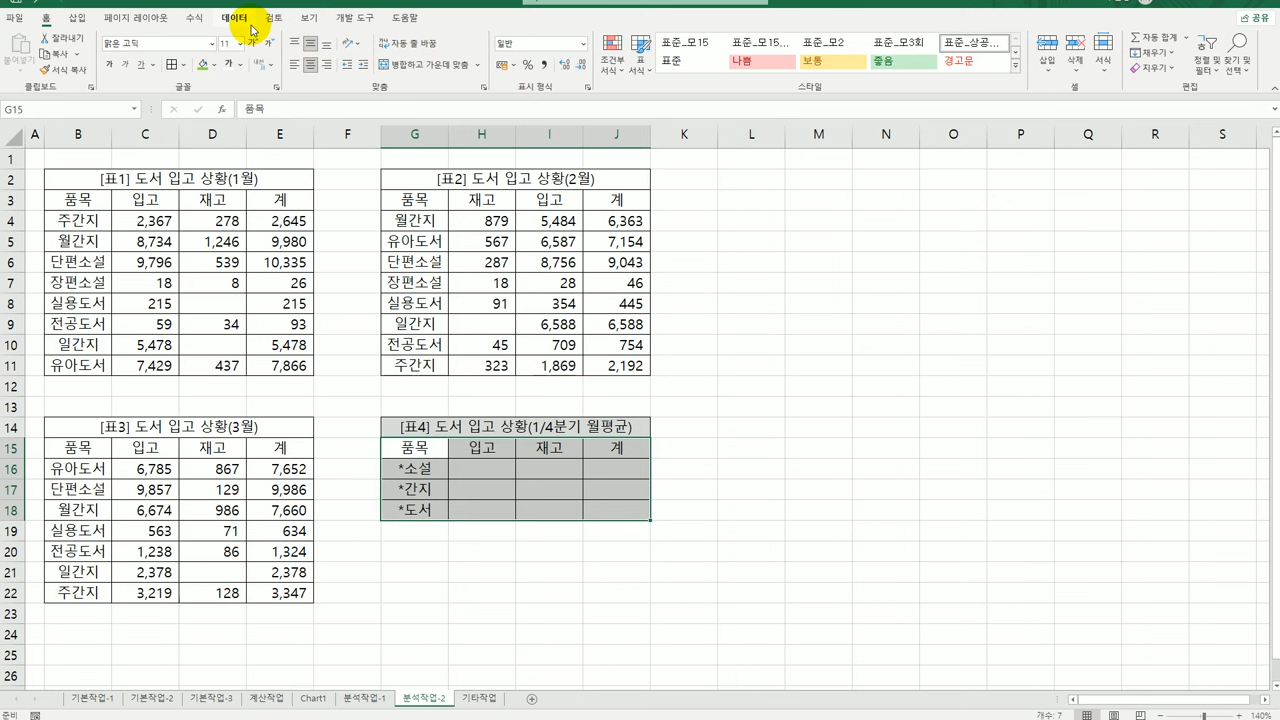 파일 홈 삽입 페이지 레이아웃 수식 데이터 검토 보기 개발 도구 도움말 공유
잘라내기
복사
서식 복사
붙여넣기
클립보드
맑은 고딕 11
가 가 가
글꼴
자동 줄 바꿈
병합하고 가운데 맞춤
맞춤
일반
% ,
표시 형식
조건부 서식
표 서식
표준_모15 표준_모15... 표준_모2 표준_모3회 표준_상공...
표준 나쁨 보통 좋음 경고문
스타일
삽입 삭제 서식
셀
자동 합계
채우기
지우기
정렬 및 필터
찾기 및 선택
편집
G15 fx 품목
A B C D E F G H I J K L M N O P Q R S
1
2 [표1] 도서 입고 상황(1월) [표2] 도서 입고 상황(2월)
3 품목 입고 재고 계 품목 재고 입고 계
4 주간지 2,367 278 2,645 월간지 879 5,484 6,363
5 월간지 8,734 1,246 9,980 유아도서 567 6,587 7,154
6 단편소설 9,796 539 10,335 단편소설 287 8,756 9,043
7 장편소설 18 8 26 장편소설 18 28 46
8 실용도서 215 215 실용도서 91 354 445
9 전공도서 59 34 93 일간지 6,588 6,588
10 일간지 5,478 5,478 전공도서 45 709 754
11 유아도서 7,429 437 7,866 주간지 323 1,869 2,192
12
13
14 [표3] 도서 입고 상황(3월) [표4] 도서 입고 상황(1/4분기 월평균)
15 품목 입고 재고 계 품목 입고 재고 계
16 유아도서 6,785 867 7,652 *소설
17 단편소설 9,857 129 9,986 *간지
18 월간지 6,674 986 7,660 *도서
19 실용도서 563 71 634
20 전공도서 1,238 86 1,324
21 일간지 2,378 2,378
22 주간지 3,219 128 3,347
23
24
25
26
기본작업-1 기본작업-2 기본작업-3 계산작업 Chart1 분석작업-1 분석작업-2 기타작업
준비 개수: 7 140%